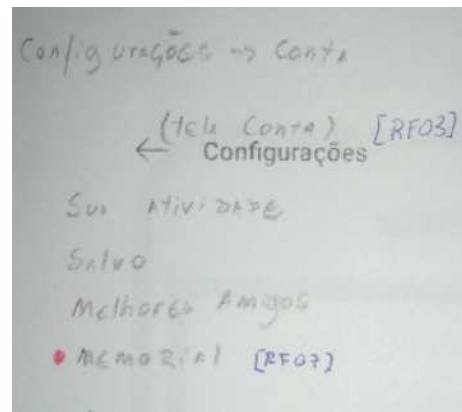 Configurações -> Conta
(tela Conta) [RF03]
← Configurações
Sua Atividade
Salvo
Melhores Amigos
• Memorial [RF07]